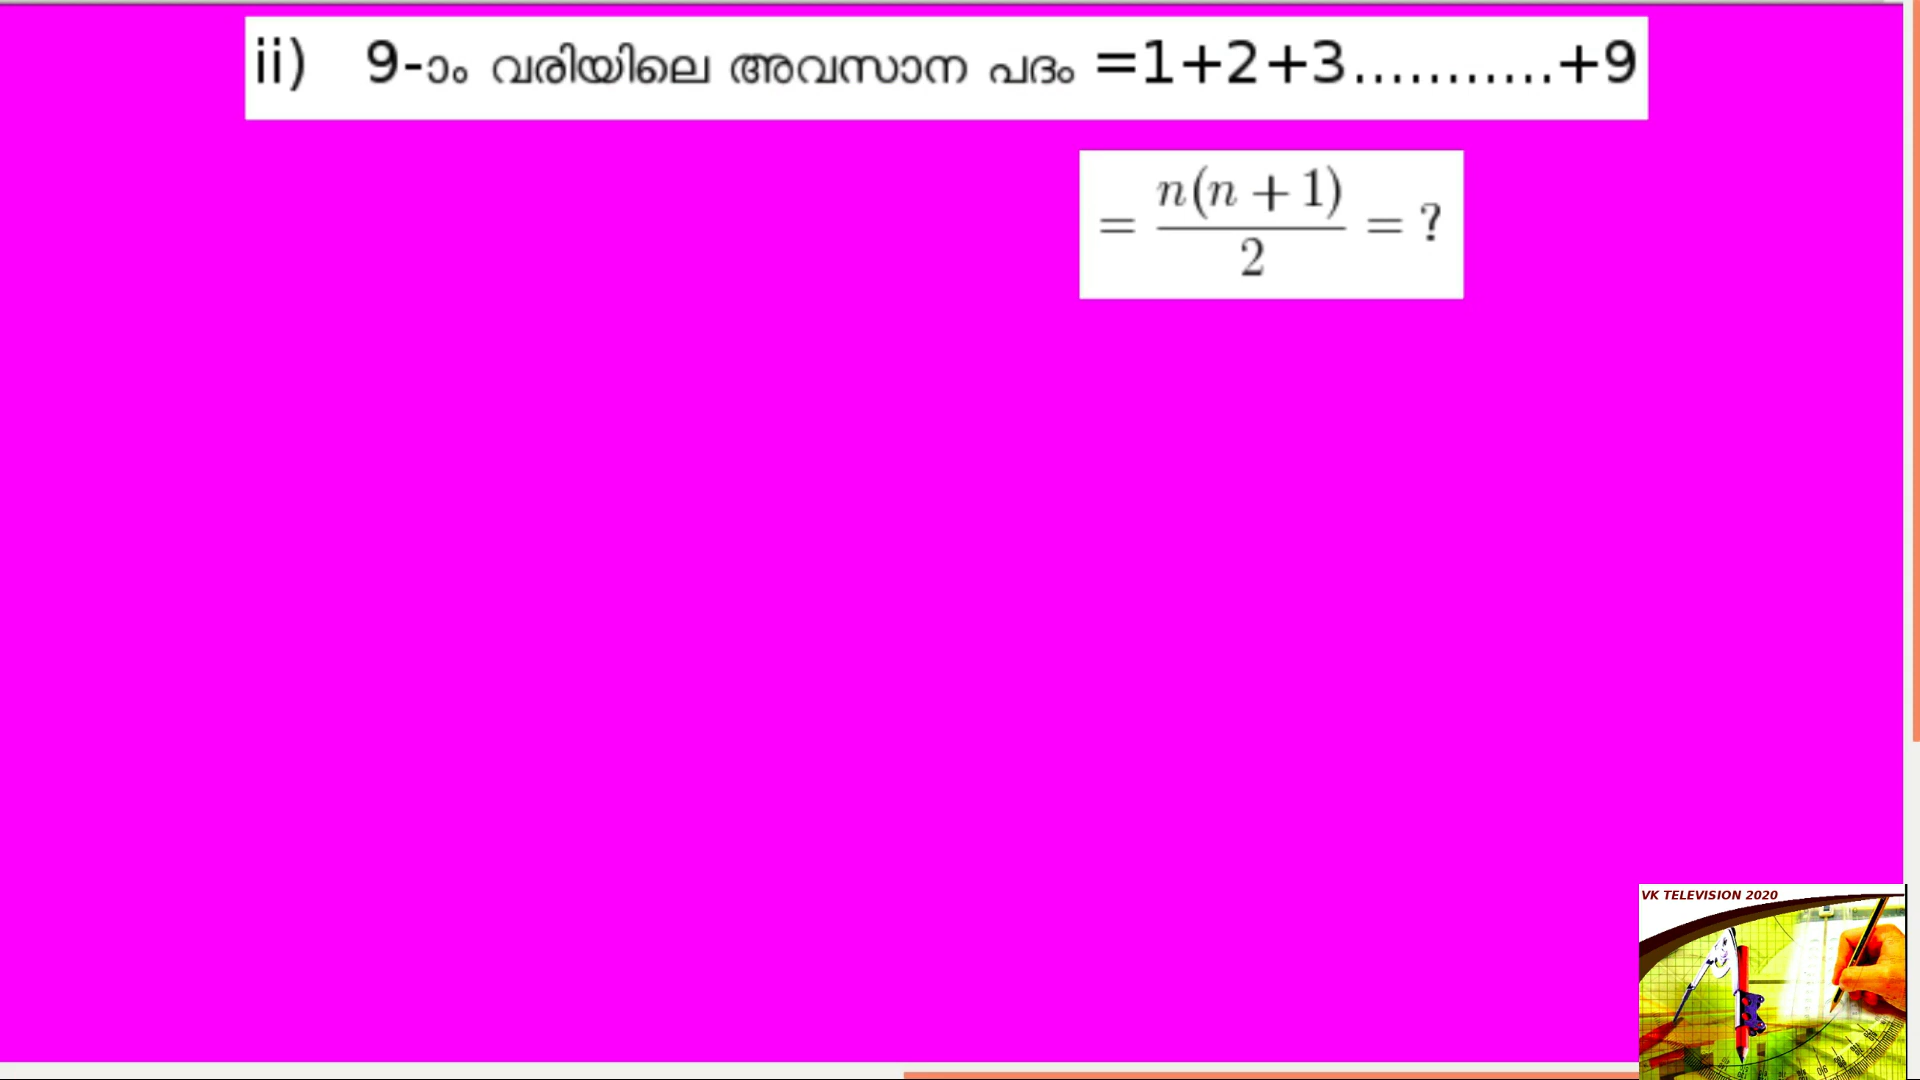 ii) 9-ാം വരിയിലെ അവസാന പദം =1+2+3...........+9
= n(n + 1)/2 = ?
VK TELEVISION 2020